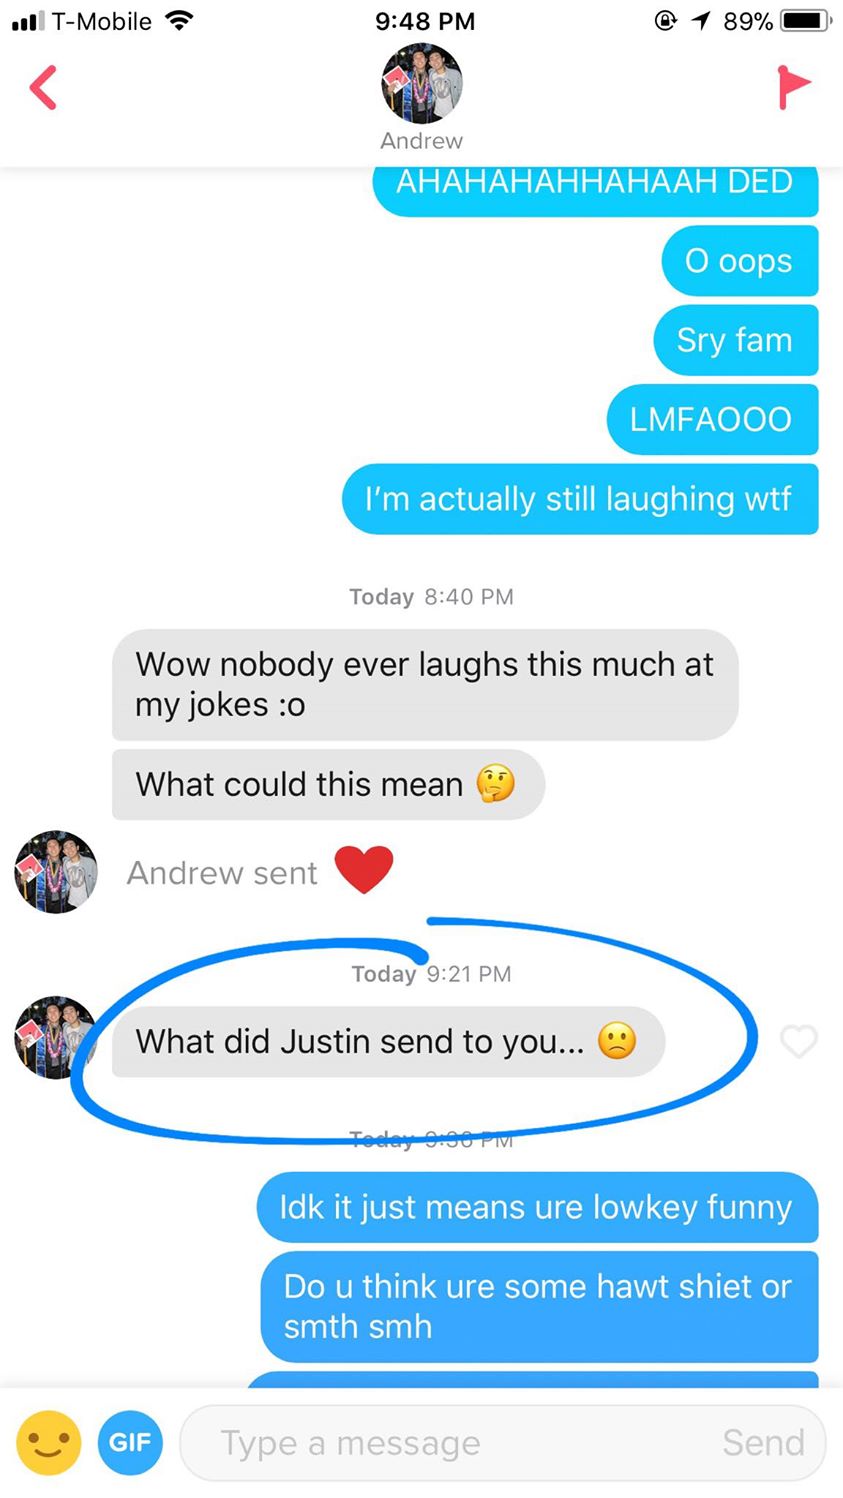 T-Mobile 9:48 PM 89%
Andrew
AHAHAHAHHAHAAH DED
O oops
Sry fam
LMFAOOO
I'm actually still laughing wtf
Today 8:40 PM
Wow nobody ever laughs this much at
my jokes :o
What could this mean 🤔
Andrew sent ❤️
Today 9:21 PM
What did Justin send to you... 🙁
Today 9:36 PM
Idk it just means ure lowkey funny
Do u think ure some hawt shiet or
smth smh
GIF Type a message Send